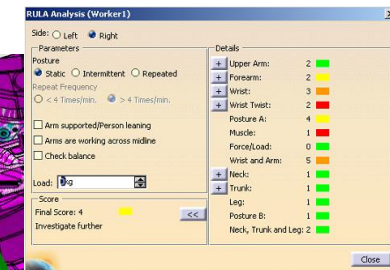 RULA Analysis (Worker1)
Side: Left Right
Parameters
Posture
Static Intermittent Repeated
Repeat Frequency
< 4 Times/min. > 4 Times/min.
Arm supported/Person leaning
Arms are working across midline
Check balance
Load: 0kg
Score
Final Score: 4 <<
Investigate further
Details
+ Upper Arm: 2
+ Forearm: 2
+ Wrist: 3
+ Wrist Twist: 2
Posture A: 4
Muscle: 1
Force/Load: 0
Wrist and Arm: 5
+ Neck: 1
+ Trunk: 1
Leg: 1
Posture B: 1
Neck, Trunk and Leg: 2
Close